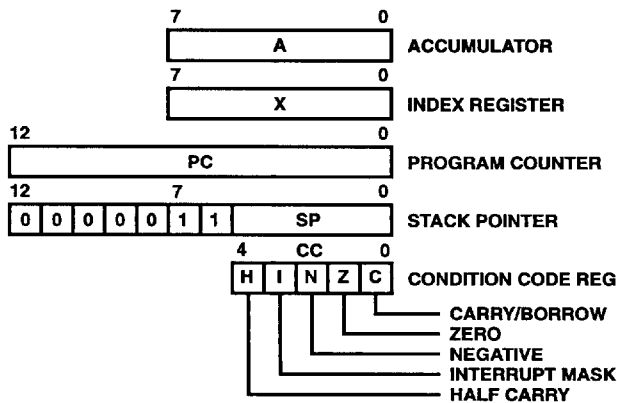 7 0
A ACCUMULATOR
7 0
X INDEX REGISTER
12 0
PC PROGRAM COUNTER
12 7 0
0 0 0 0 0 1 1 SP STACK POINTER
4 CC 0
H I N Z C CONDITION CODE REG
CARRY/BORROW
ZERO
NEGATIVE
INTERRUPT MASK
HALF CARRY